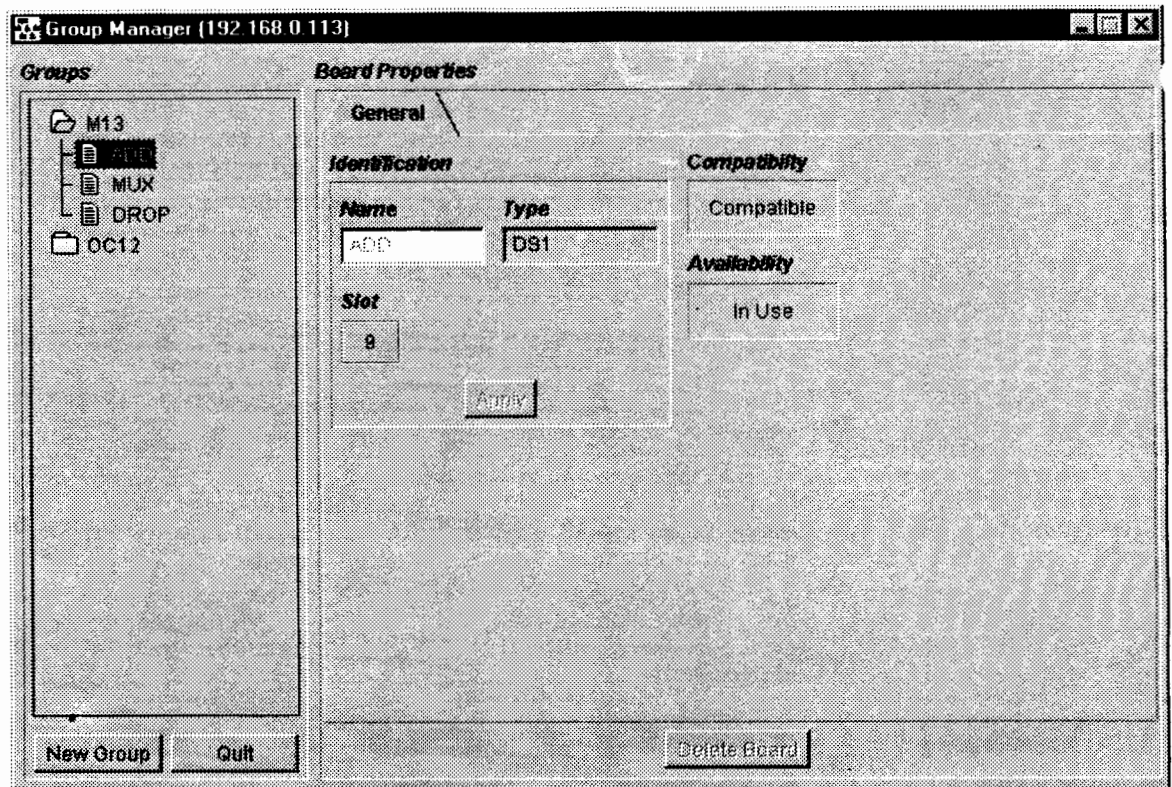 Group Manager (192.168.0.113)
Groups
M13
ADD
MUX
DROP
OC12
New Group
Quit
Board Properties
General
Identification
Name
Type
ADD
DS1
Slot
9
Apply
Compatibility
Compatible
Availability
In Use
Delete Board